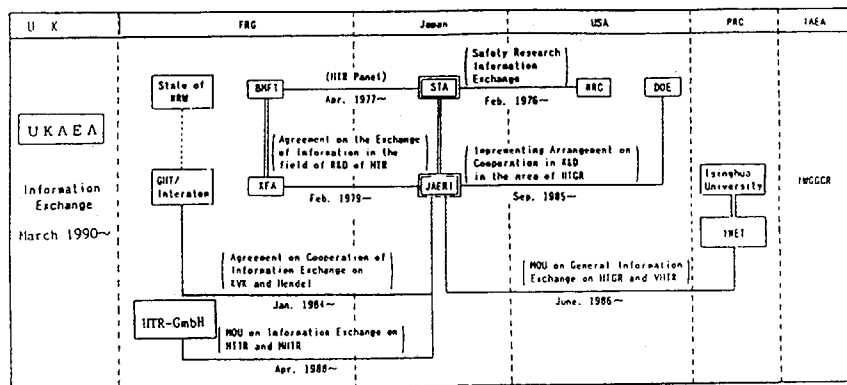 U K
FRG
Japan
USA
PRC
IAEA
State of
NRW
BMFT
(HTR Panel)
Apr. 1977~
STA
Safety Research
Information
Exchange
Feb. 1976~
NRC
DOE
UKAEA
Information
Exchange
March 1990~
GHT/
Interatom
KFA
Agreement on the Exchange
of Information in the
field of R&D of HTR
Feb. 1979~
JAERI
Implementing Arrangement on
Cooperation in R&D
in the area of HTGR
Sep. 1985~
Tsinghua
University
INET
IWGGCR
Agreement on Cooperation of
Information Exchange on
KVK and Hendel
Jan. 1984~
MOU on General Information
Exchange on HTGR and VHTR
June. 1986~
HTR-GmbH
MOU on Information Exchange on
HTTR and MHTR
Apr. 1988~